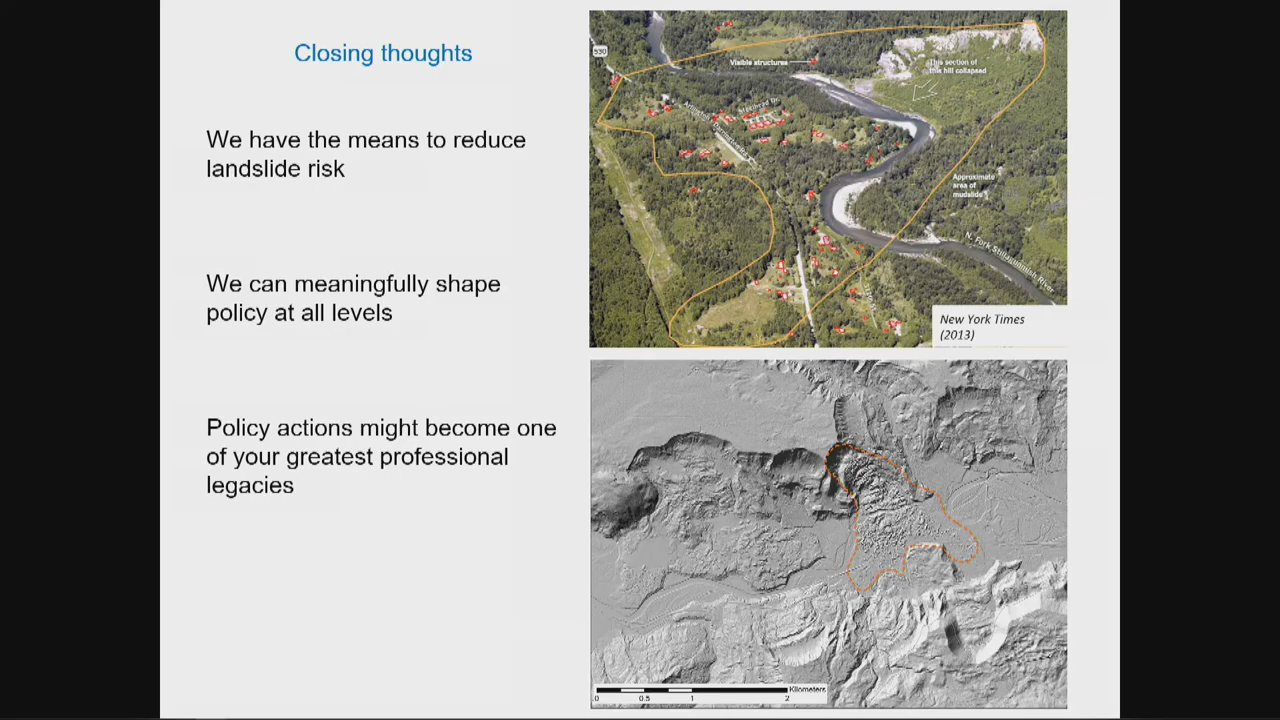 Closing thoughts
We have the means to reduce
landslide risk
We can meaningfully shape
policy at all levels
Policy actions might become one
of your greatest professional
legacies
530
Visible structures
This section of
this hill collapsed
Steelhead Dr.
Approximate
area of
mudslide
N. Fork Stillaguamish River
New York Times
(2013)
Kilometers
0 0.5 1 2